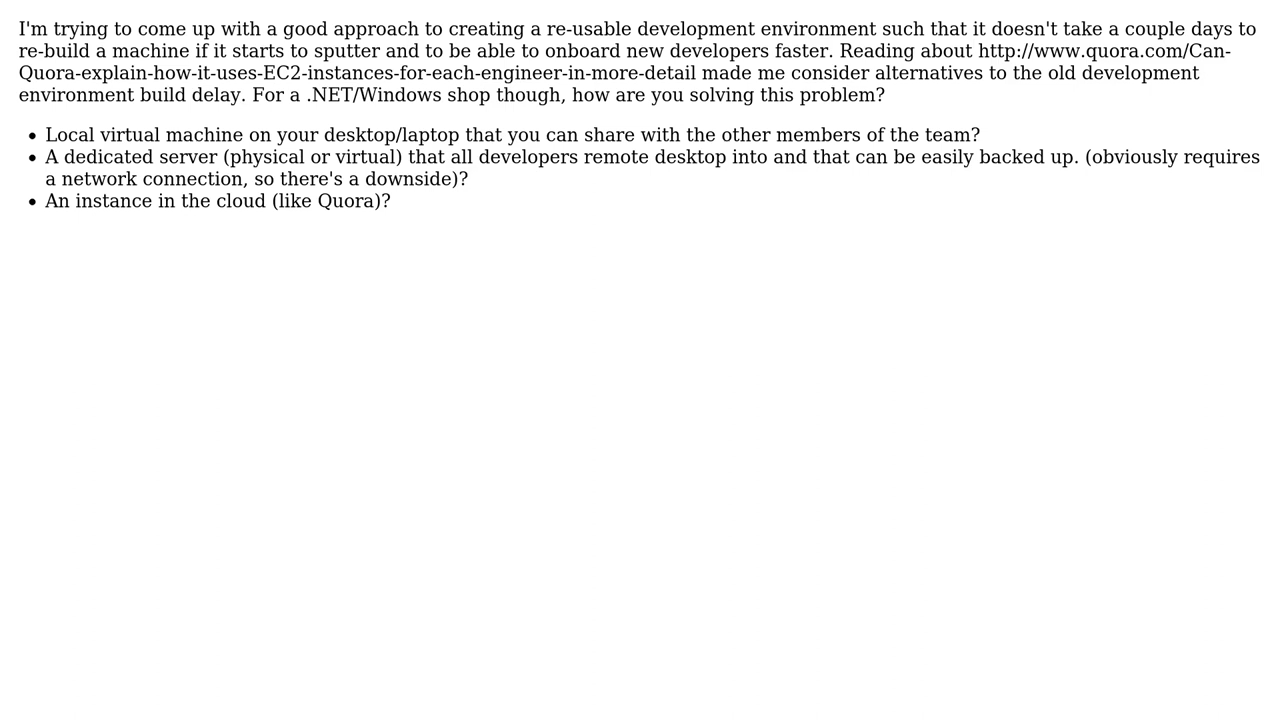 I'm trying to come up with a good approach to creating a re-usable development environment such that it doesn't take a couple days to
re-build a machine if it starts to sputter and to be able to onboard new developers faster. Reading about http://www.quora.com/Can-
Quora-explain-how-it-uses-EC2-instances-for-each-engineer-in-more-detail made me consider alternatives to the old development
environment build delay. For a .NET/Windows shop though, how are you solving this problem?
• Local virtual machine on your desktop/laptop that you can share with the other members of the team?
• A dedicated server (physical or virtual) that all developers remote desktop into and that can be easily backed up. (obviously requires
a network connection, so there's a downside)?
• An instance in the cloud (like Quora)?